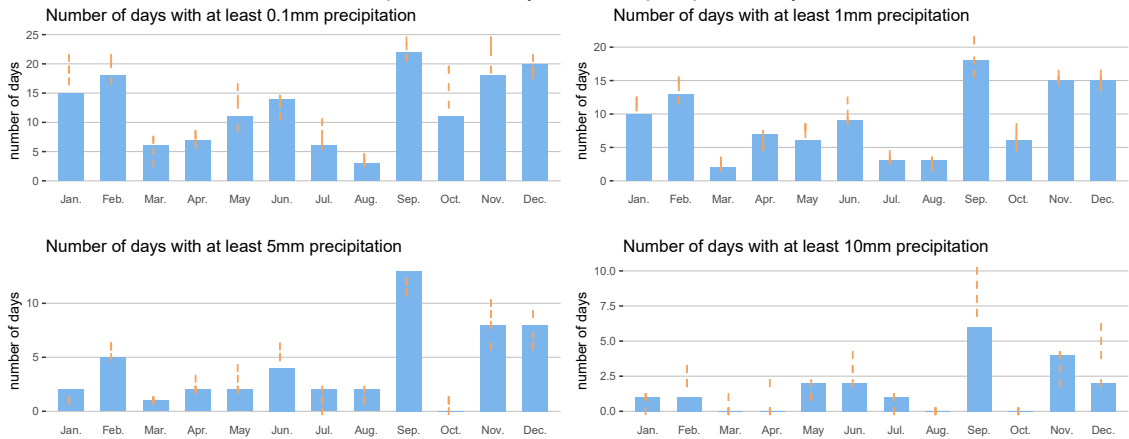 Number of days with at least 0.1mm precipitation
number of days
25
20
15
10
5
0
Jan. Feb. Mar. Apr. May Jun. Jul. Aug. Sep. Oct. Nov. Dec.
Number of days with at least 1mm precipitation
number of days
20
15
10
5
0
Jan. Feb. Mar. Apr. May Jun. Jul. Aug. Sep. Oct. Nov. Dec.
Number of days with at least 5mm precipitation
number of days
10
5
0
Jan. Feb. Mar. Apr. May Jun. Jul. Aug. Sep. Oct. Nov. Dec.
Number of days with at least 10mm precipitation
number of days
10.0
7.5
5.0
2.5
0.0
Jan. Feb. Mar. Apr. May Jun. Jul. Aug. Sep. Oct. Nov. Dec.